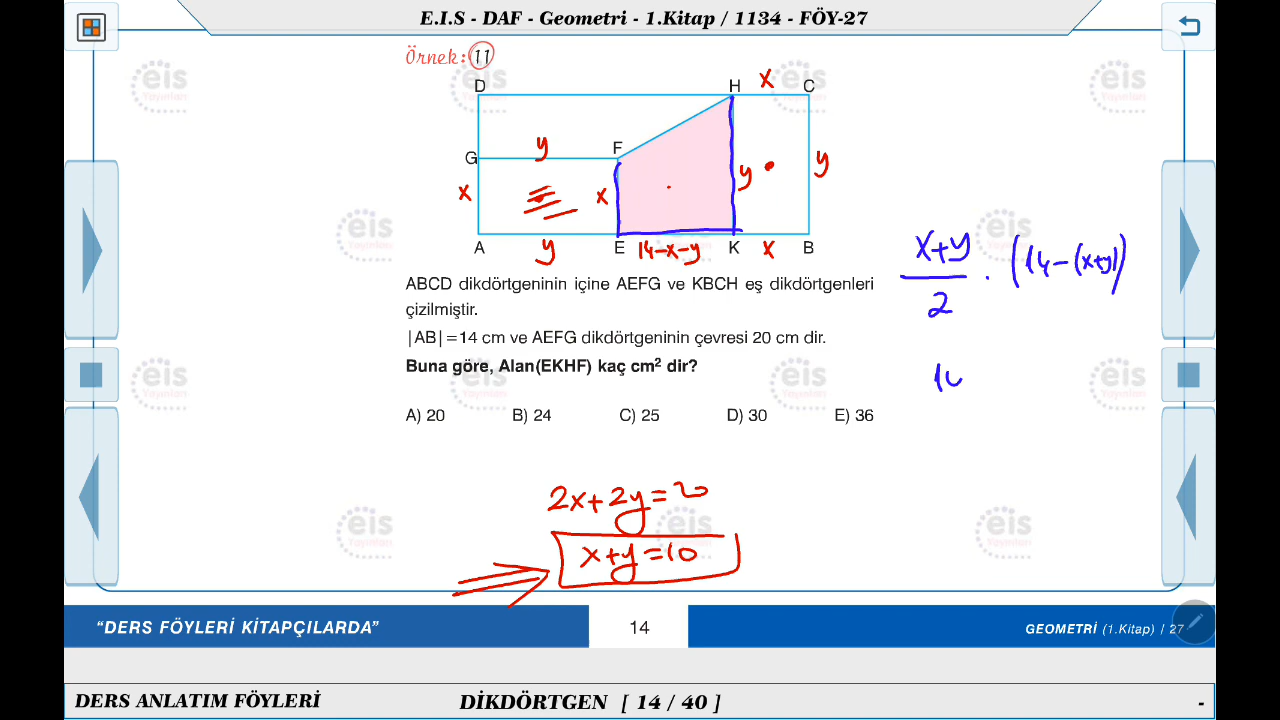 E.I.S - DAF - Geometri - 1.Kitap / 1134 - FÖY-27
Örnek: 11
D H x C
G y F
x x y y
A y E 14-x-y K x B
ABCD dikdörtgeninin içine AEFG ve KBCH eş dikdörtgenleri
çizilmiştir.
|AB| = 14 cm ve AEFG dikdörtgeninin çevresi 20 cm dir.
Buna göre, Alan(EKHF) kaç cm² dir?
A) 20 B) 24 C) 25 D) 30 E) 36
x+y
2
. (14-(x+y))
2x+2y=20
x+y=10
eis
Yayınları
"DERS FÖYLERİ KİTAPÇILARDA"
14
GEOMETRİ (1.Kitap) / 27
DERS ANLATIM FÖYLERİ
DİKDÖRTGEN [ 14 / 40 ]
-